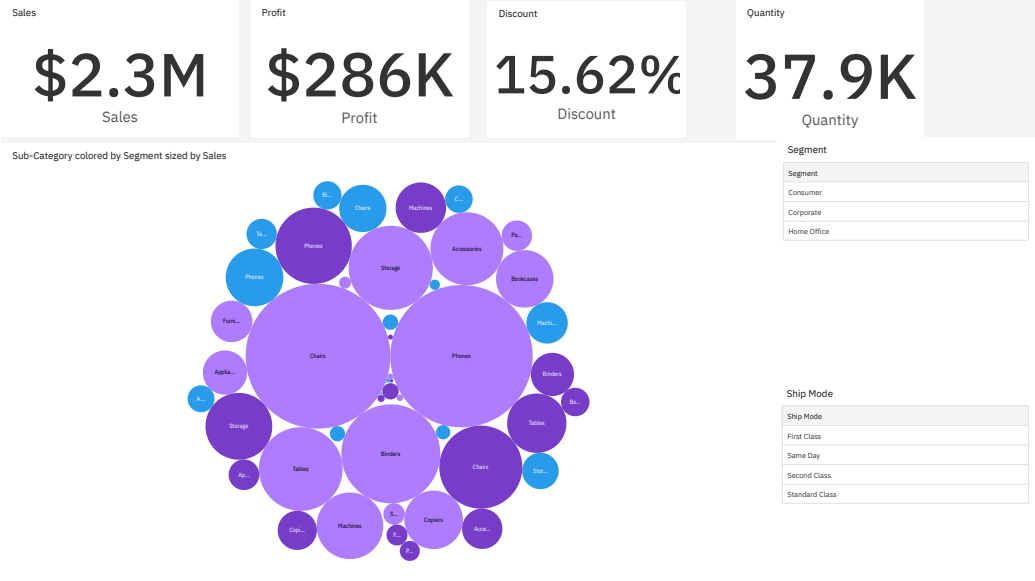 Sales
$2.3M
Sales
Profit
$286K
Profit
Discount
15.62%
Discount
Quantity
37.9K
Quantity
Sub-Category colored by Segment sized by Sales
Bi...
Chairs
Machines
C...
Ta...
Phones
Storage
Accessories
Pa...
Phones
Bookcases
Furni...
Machi...
Chairs
Phones
Applia...
Binders
A...
Bo...
Storage
Tables
Tables
Binders
Chairs
Ap...
Stor...
Copi...
Machines
S...
Copiers
Acce...
F...
P...
Segment
Segment
Consumer
Corporate
Home Office
Ship Mode
Ship Mode
First Class
Same Day
Second Class
Standard Class